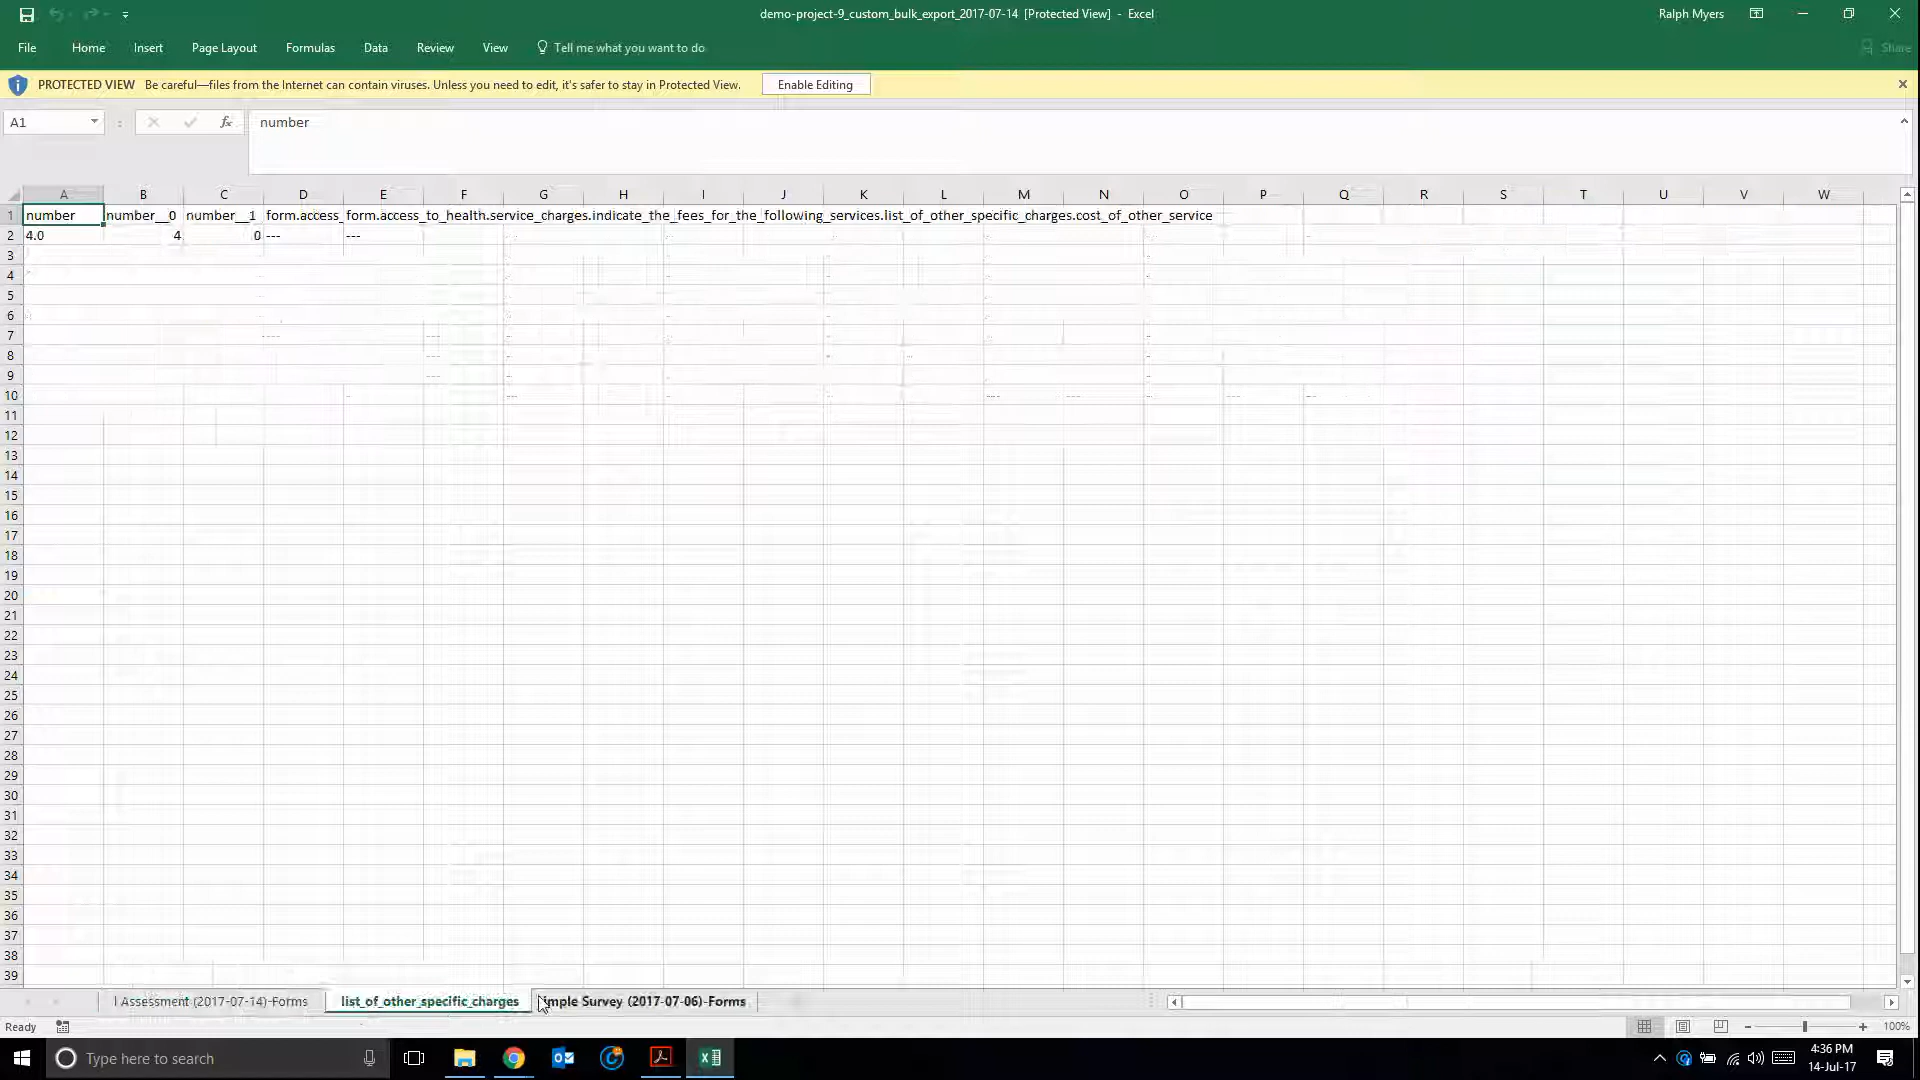 demo-project-9_custom_bulk_export_2017-07-14 [Protected View] - Excel
Ralph Myers
File Home Insert Page Layout Formulas Data Review View Tell me what you want to do Share
PROTECTED VIEW Be careful—files from the Internet can contain viruses. Unless you need to edit, it's safer to stay in Protected View. Enable Editing
A1 fx number
A B C D E F G H I J K L M N O P Q R S T U V W
1 number number__0 number__1 form.access_ form.access_to_health.service_charges.indicate_the_fees_for_the_following_services.list_of_other_specific_charges.cost_of_other_service
2 4.0 4 0 --- ---
3
4
5
6
7
8
9
10
11
12
13
14
15
16
17
18
19
20
21
22
23
24
25
26
27
28
29
30
31
32
33
34
35
36
37
38
39
l Assessment (2017-07-14)-Forms list_of_other_specific_charges imple Survey (2017-07-06)-Forms
Ready 100%
Type here to search
4:36 PM
14-Jul-17